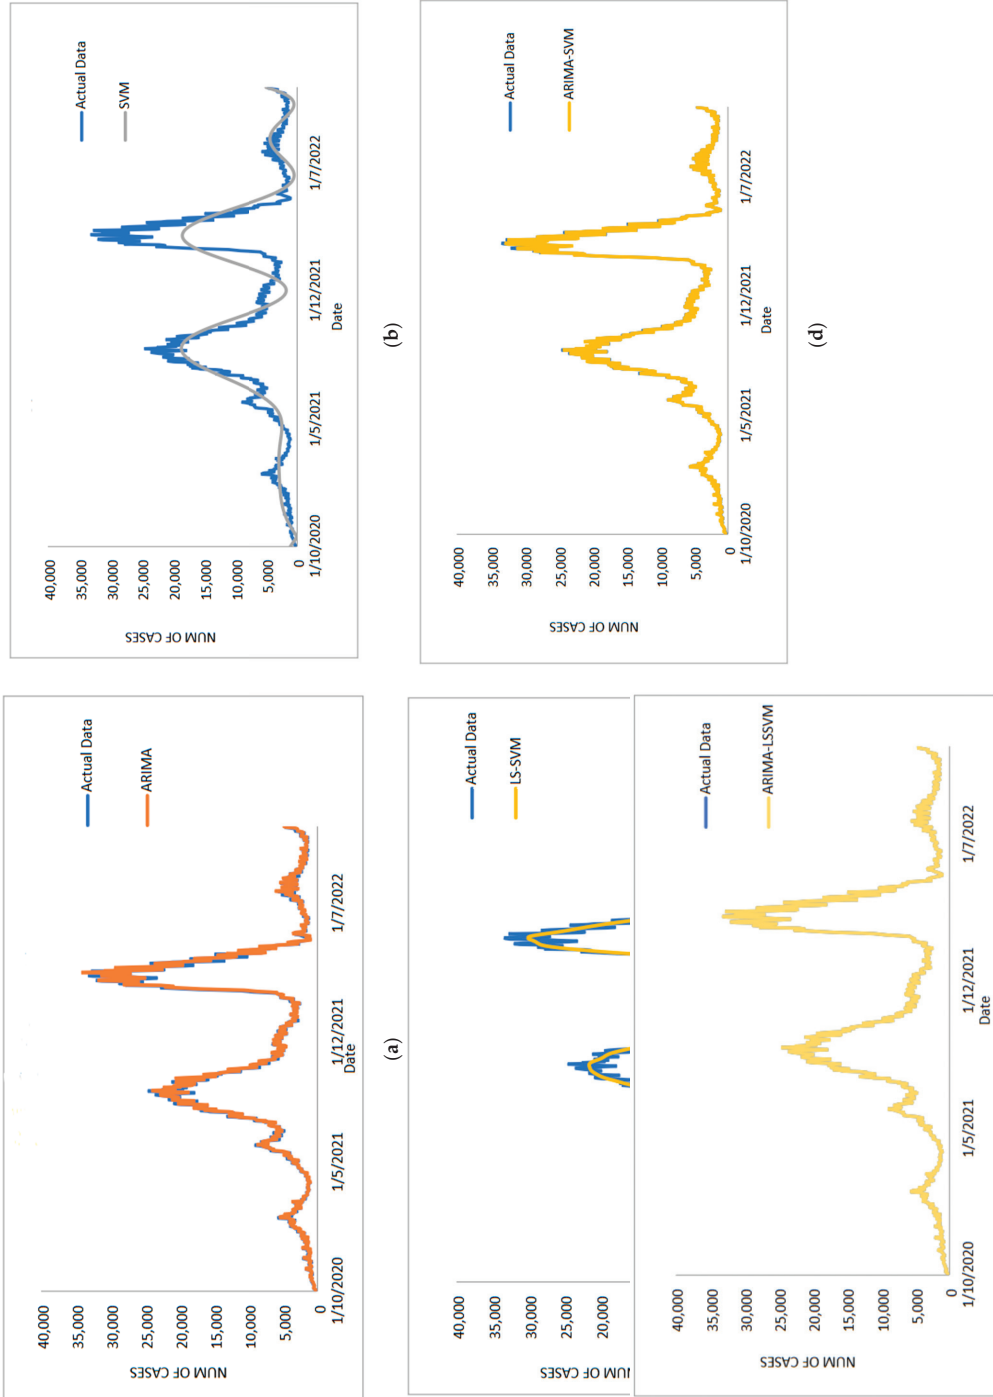 40,000
35,000
30,000
25,000
20,000
15,000
10,000
5,000
0
NUM OF CASES
1/10/2020
1/5/2021
1/12/2021
1/7/2022
Date
Actual Data
ARIMA
(a)
40,000
35,000
30,000
25,000
20,000
15,000
10,000
5,000
0
NUM OF CASES
1/10/2020
1/5/2021
1/12/2021
1/7/2022
Date
Actual Data
SVM
(b)
40,000
35,000
30,000
25,000
20,000
Actual Data
LS-SVM
40,000
35,000
30,000
25,000
20,000
15,000
10,000
5,000
0
NUM OF CASES
1/10/2020
1/5/2021
1/12/2021
1/7/2022
Date
Actual Data
ARIMA-SVM
(d)
40,000
35,000
30,000
25,000
20,000
15,000
10,000
5,000
0
NUM OF CASES
1/10/2020
1/5/2021
1/12/2021
1/7/2022
Date
Actual Data
ARIMA-LSSVM